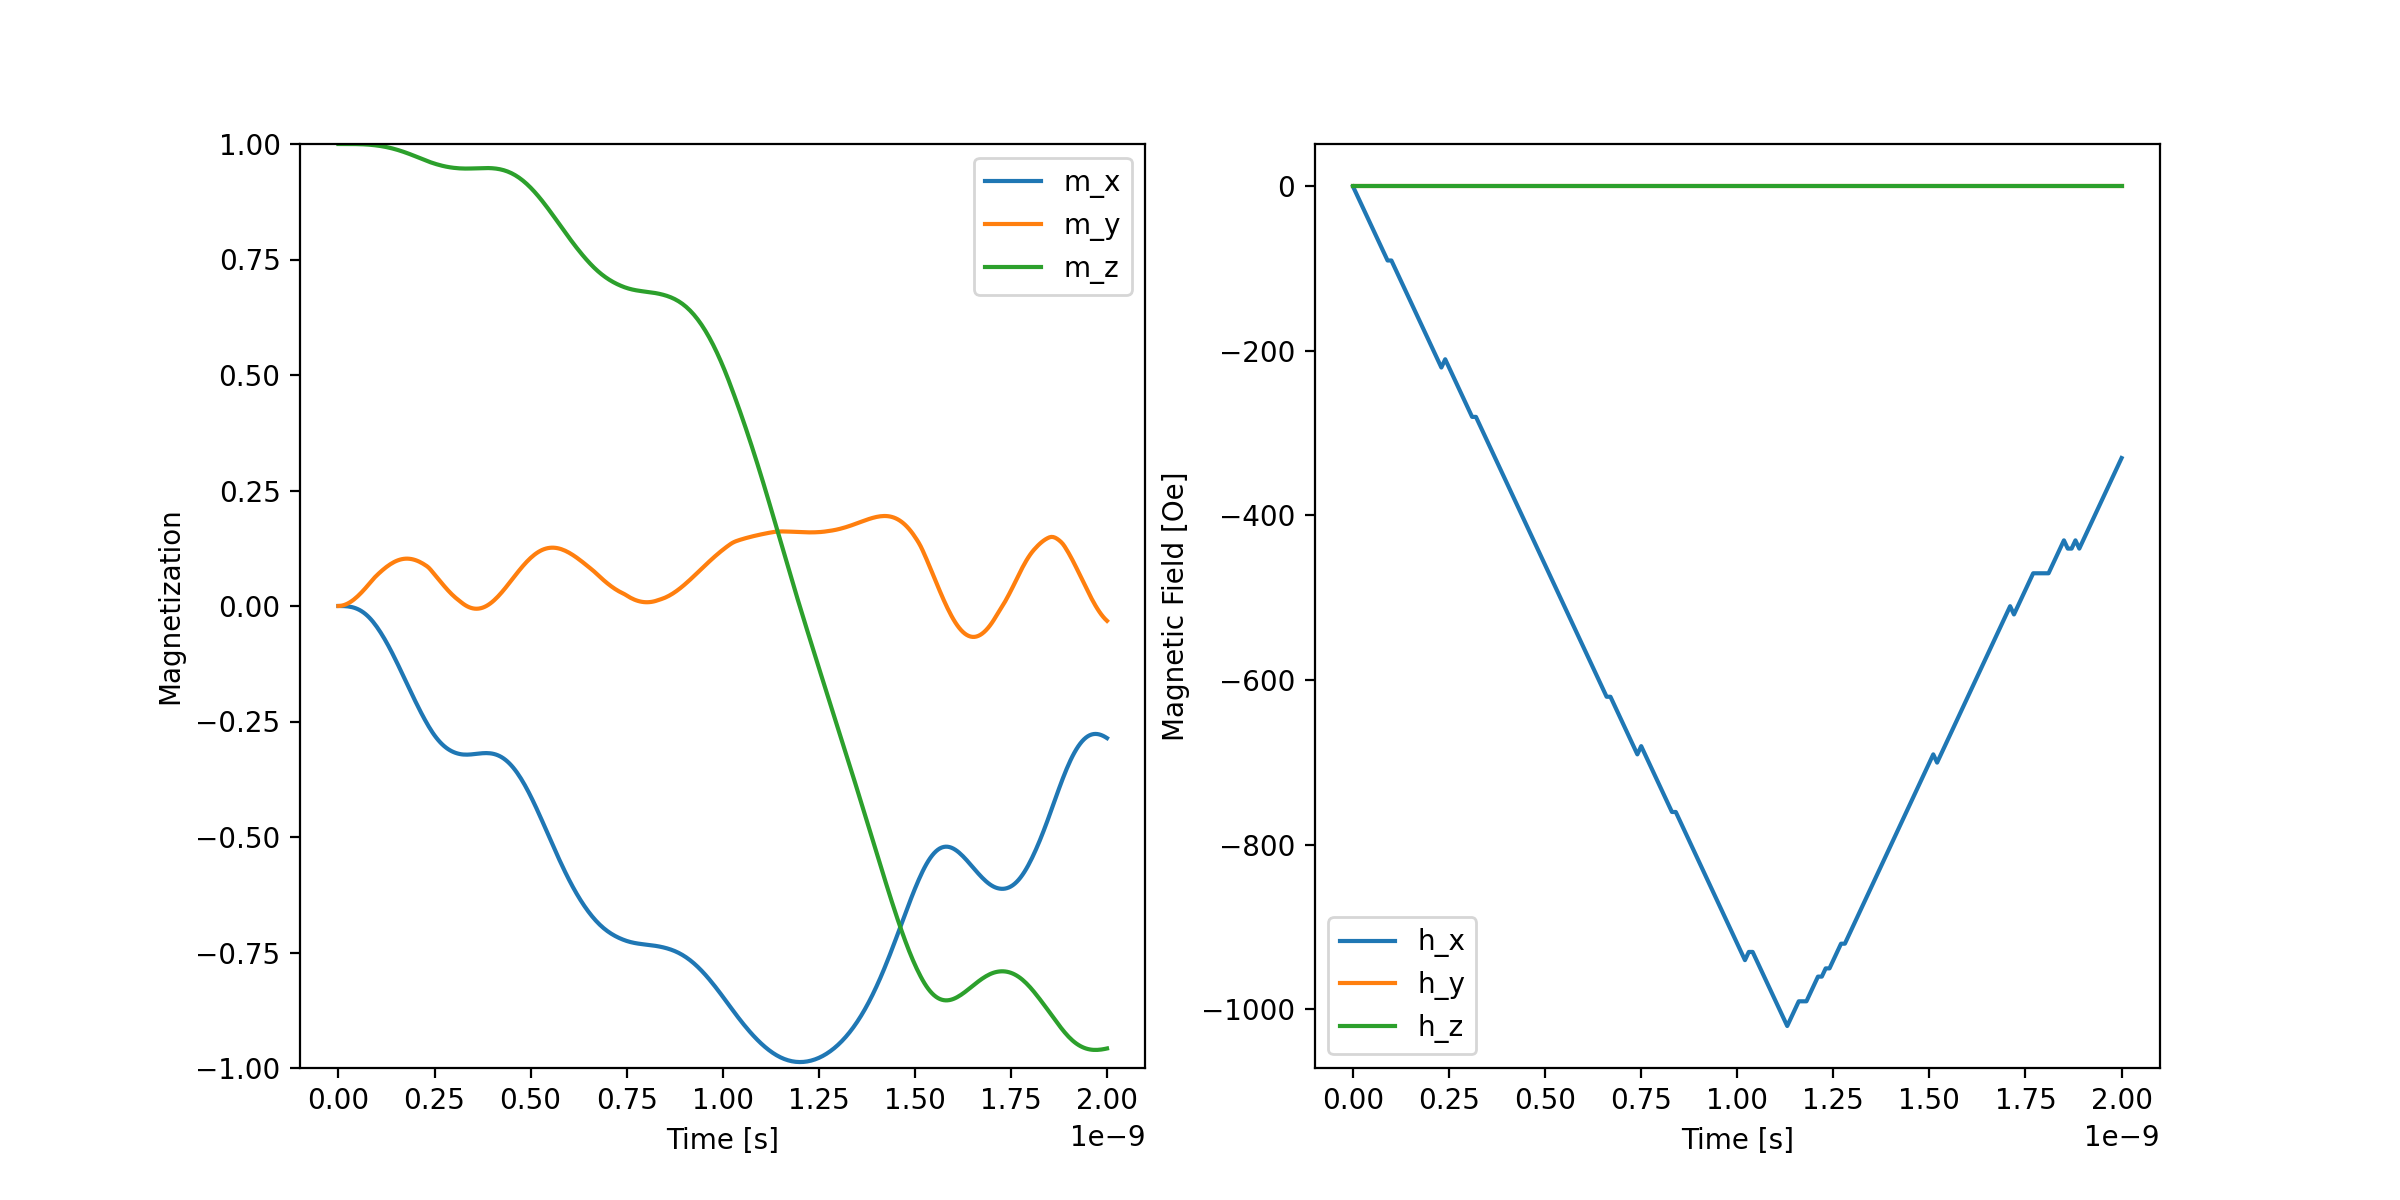 1.00
0.75
0.50
0.25
0.00
−0.25
−0.50
−0.75
−1.00
Magnetization
m_x
m_y
m_z
0.00 0.25 0.50 0.75 1.00 1.25 1.50 1.75 2.00
Time [s]
1e−9
0
−200
−400
−600
−800
−1000
Magnetic Field [Oe]
h_x
h_y
h_z
0.00 0.25 0.50 0.75 1.00 1.25 1.50 1.75 2.00
Time [s]
1e−9